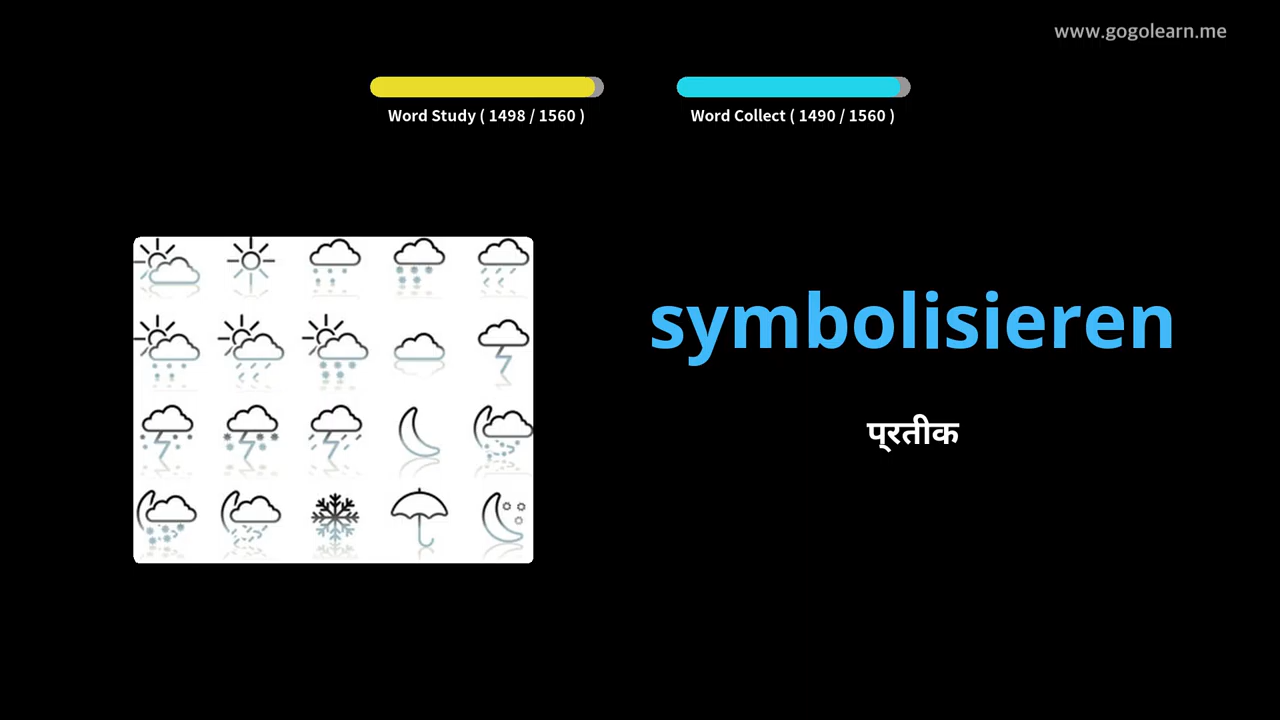 www.gogolearn.me
Word Study ( 1498 / 1560 )
Word Collect ( 1490 / 1560 )
symbolisieren
प्रतीक